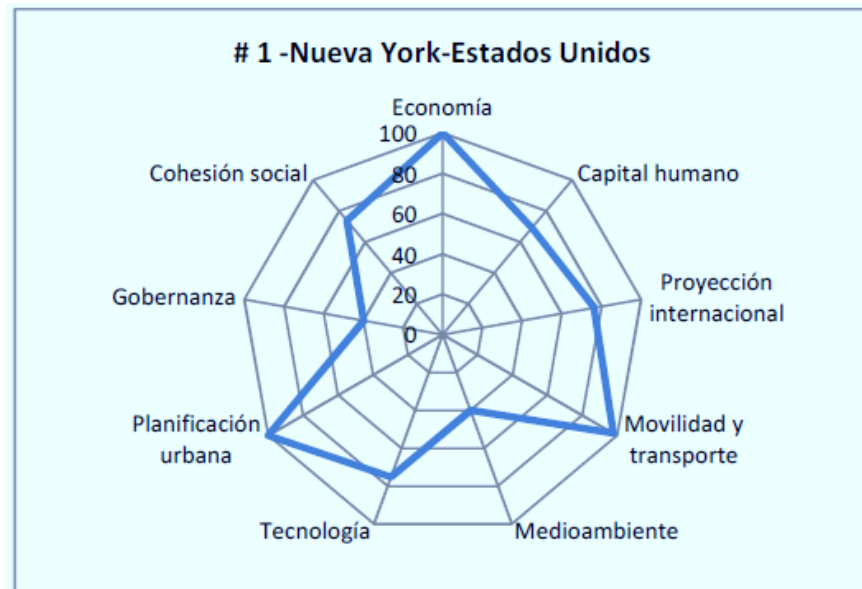 # 1 -Nueva York-Estados Unidos
Economía
100
80
60
40
20
0
Capital humano
Proyección
internacional
Movilidad y
transporte
Medioambiente
Tecnología
Planificación
urbana
Gobernanza
Cohesión social